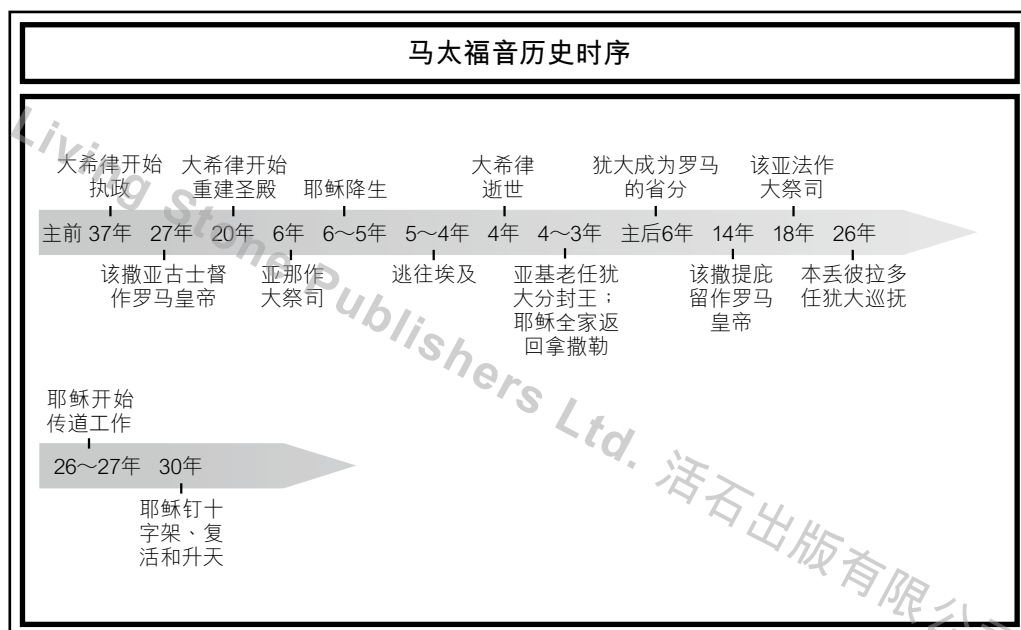 马太福音历史时序
大希律开始
执政
大希律开始
重建圣殿
耶稣降生
大希律
逝世
犹大成为罗马
的省分
该亚法作
大祭司
主前 37年 27年 20年 6年 6～5年 5～4年 4年 4～3年 主后6年 14年 18年 26年
该撒亚古士督
作罗马皇帝
亚那作
大祭司
逃往埃及
亚基老任犹
大分封王；
耶稣全家返
回拿撒勒
该撒提庇
留作罗马
皇帝
本丢彼拉多
任犹大巡抚
耶稣开始
传道工作
26～27年 30年
耶稣钉十
字架、复
活和升天
Living Stone Publishers Ltd. 活石出版有限公